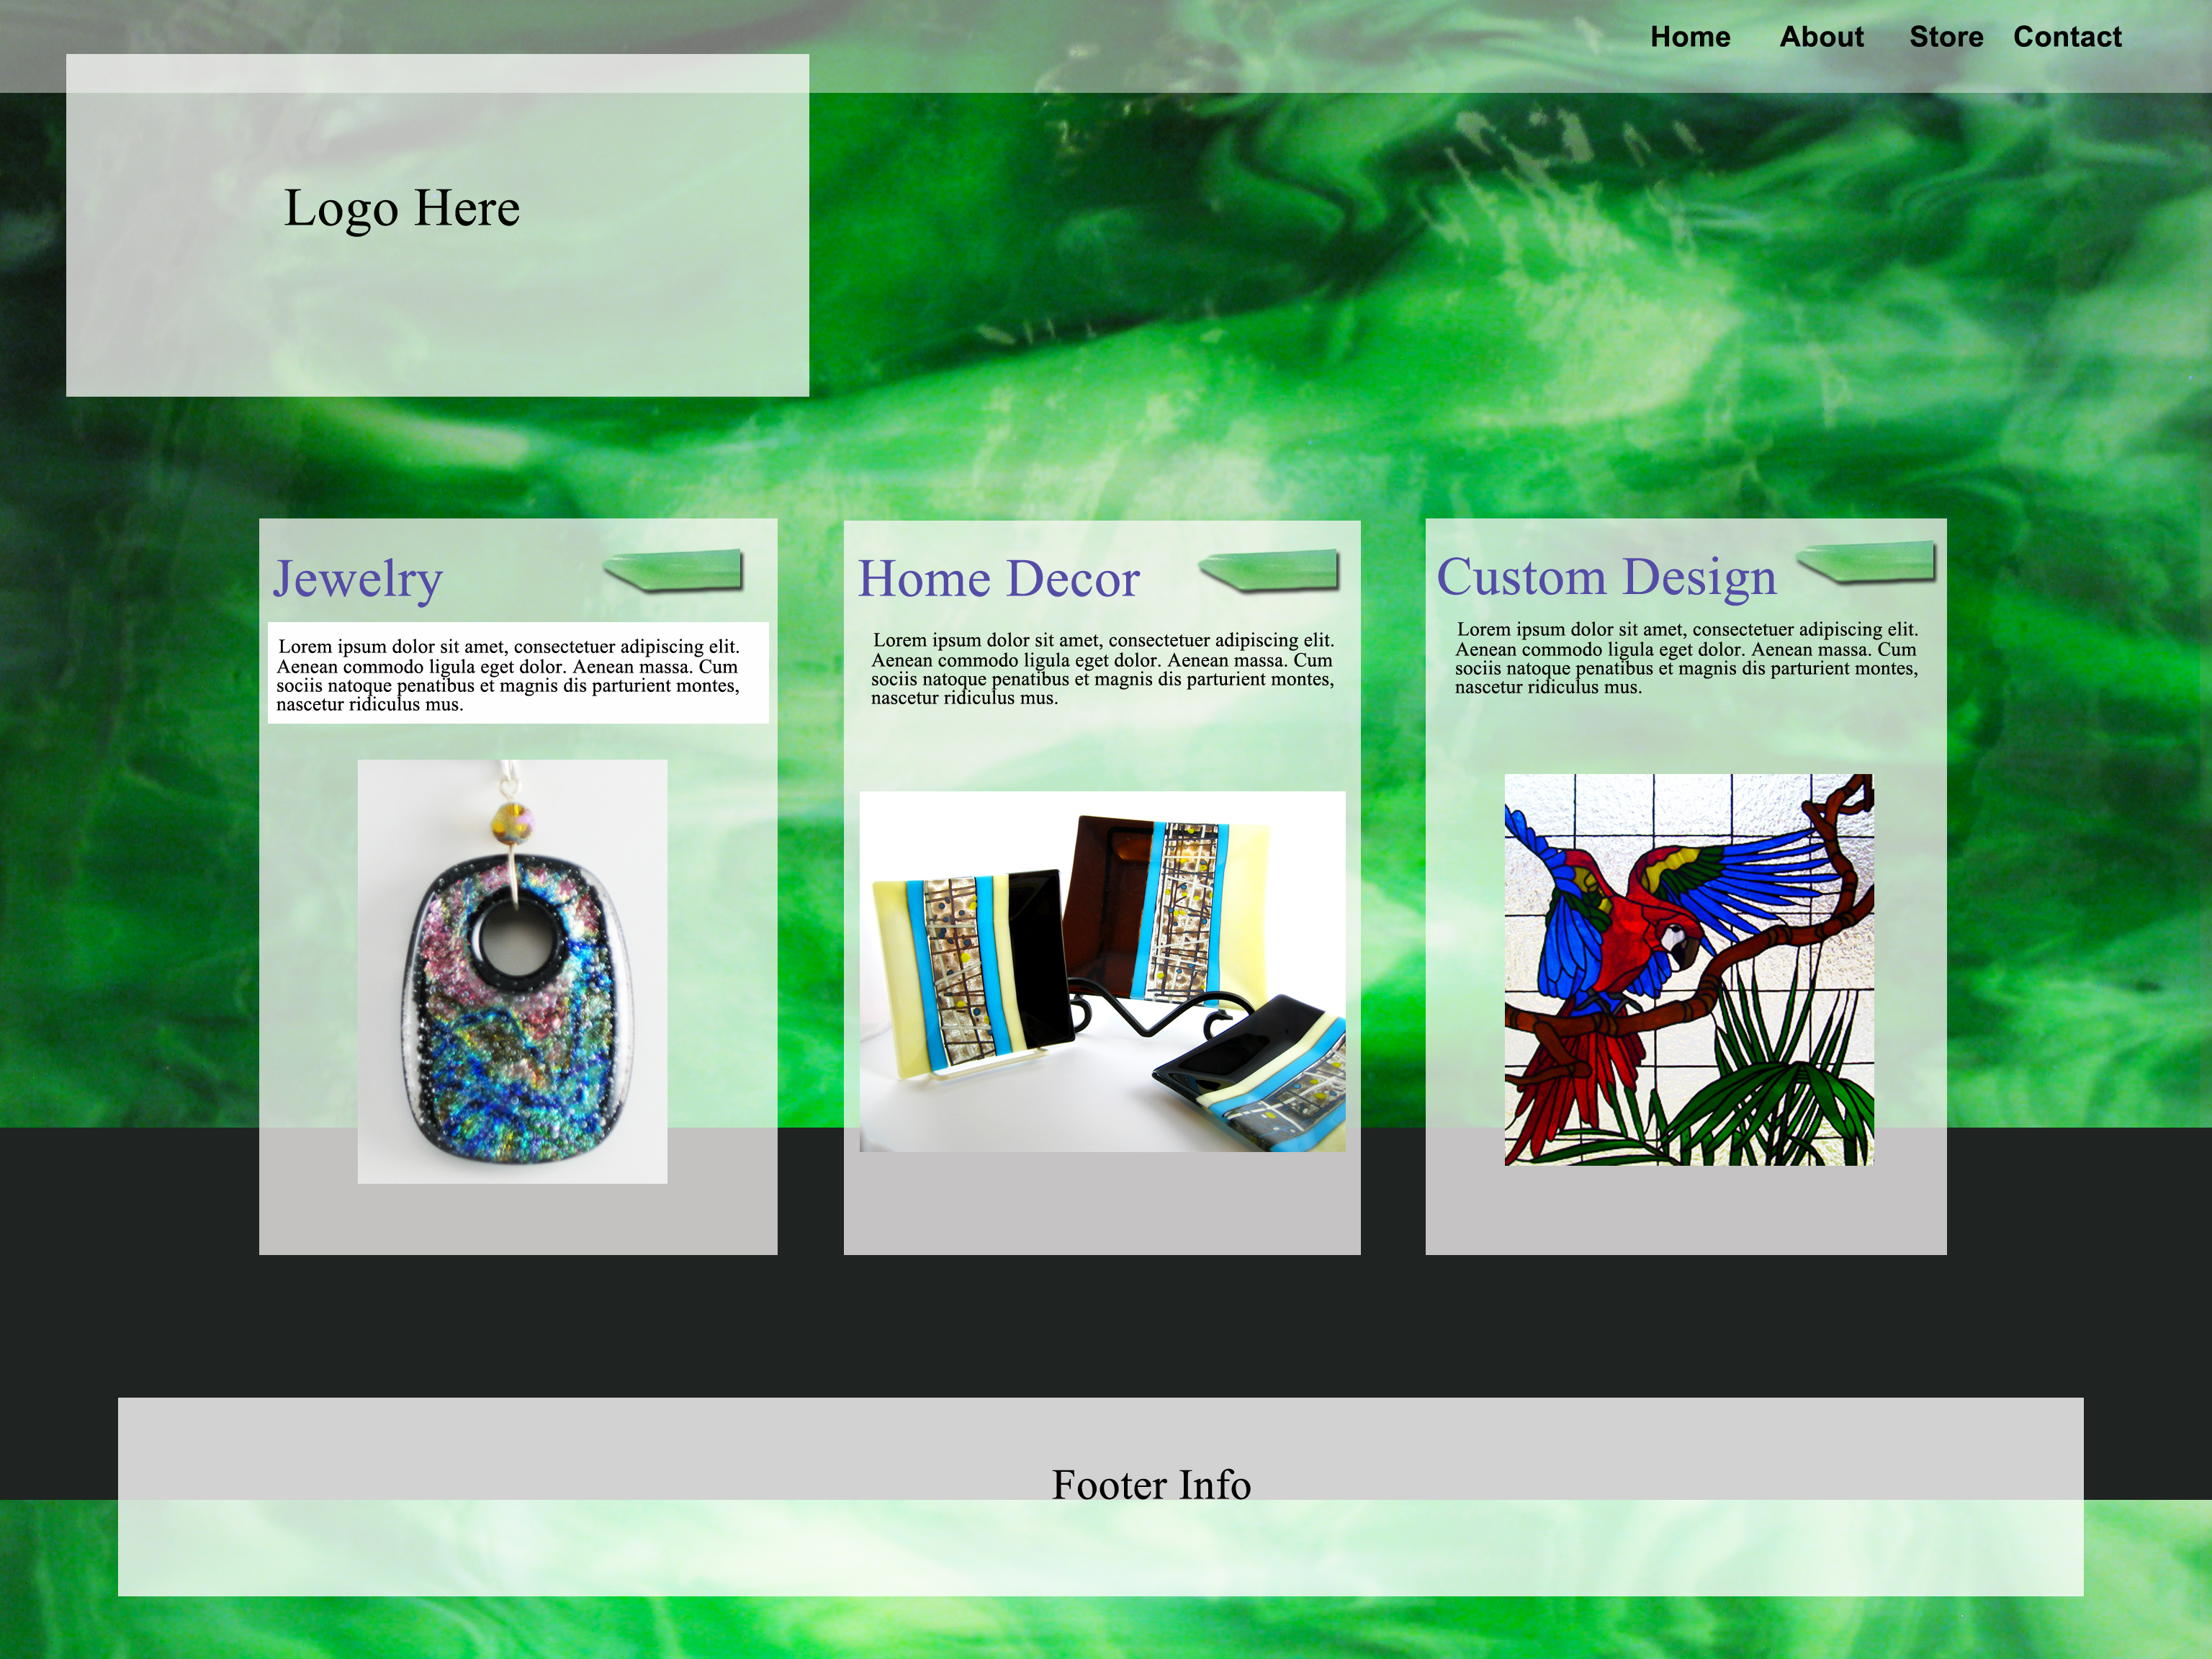 Home About Store Contact
Logo Here
Jewelry
Lorem ipsum dolor sit amet, consectetuer adipiscing elit.
Aenean commodo ligula eget dolor. Aenean massa. Cum
sociis natoque penatibus et magnis dis parturient montes,
nascetur ridiculus mus.
Home Decor
Lorem ipsum dolor sit amet, consectetuer adipiscing elit.
Aenean commodo ligula eget dolor. Aenean massa. Cum
sociis natoque penatibus et magnis dis parturient montes,
nascetur ridiculus mus.
Custom Design
Lorem ipsum dolor sit amet, consectetuer adipiscing elit.
Aenean commodo ligula eget dolor. Aenean massa. Cum
sociis natoque penatibus et magnis dis parturient montes,
nascetur ridiculus mus.
Footer Info